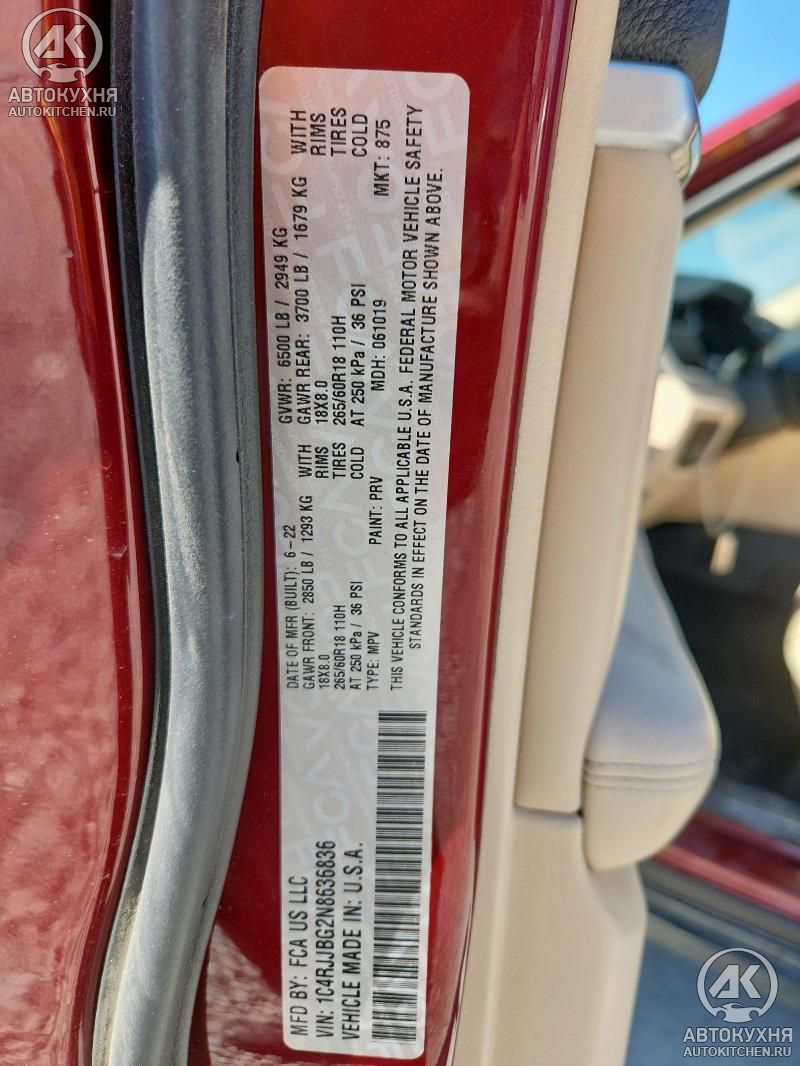 MFD BY: FCA US LLC
VIN: 1C4RJJBG2N8636836
VEHICLE MADE IN: U.S.A.
DATE OF MFR (BUILT): 6-22
GVWR: 6500 LB / 2949 KG
GAWR FRONT: 2850 LB / 1293 KG WITH
GAWR REAR: 3700 LB / 1679 KG WITH
18X8.0 RIMS
18X8.0 RIMS
265/60R18 110H TIRES
265/60R18 110H TIRES
AT 250 kPa / 36 PSI COLD
AT 250 kPa / 36 PSI COLD
TYPE: MPV PAINT: PRV MDH: 061019 MKT: 875
THIS VEHICLE CONFORMS TO ALL APPLICABLE U.S.A. FEDERAL MOTOR VEHICLE SAFETY
STANDARDS IN EFFECT ON THE DATE OF MANUFACTURE SHOWN ABOVE.
АК
АВТОКУХНЯ
AUTOKITCHEN.RU
АК
АВТОКУХНЯ
AUTOKITCHEN.RU